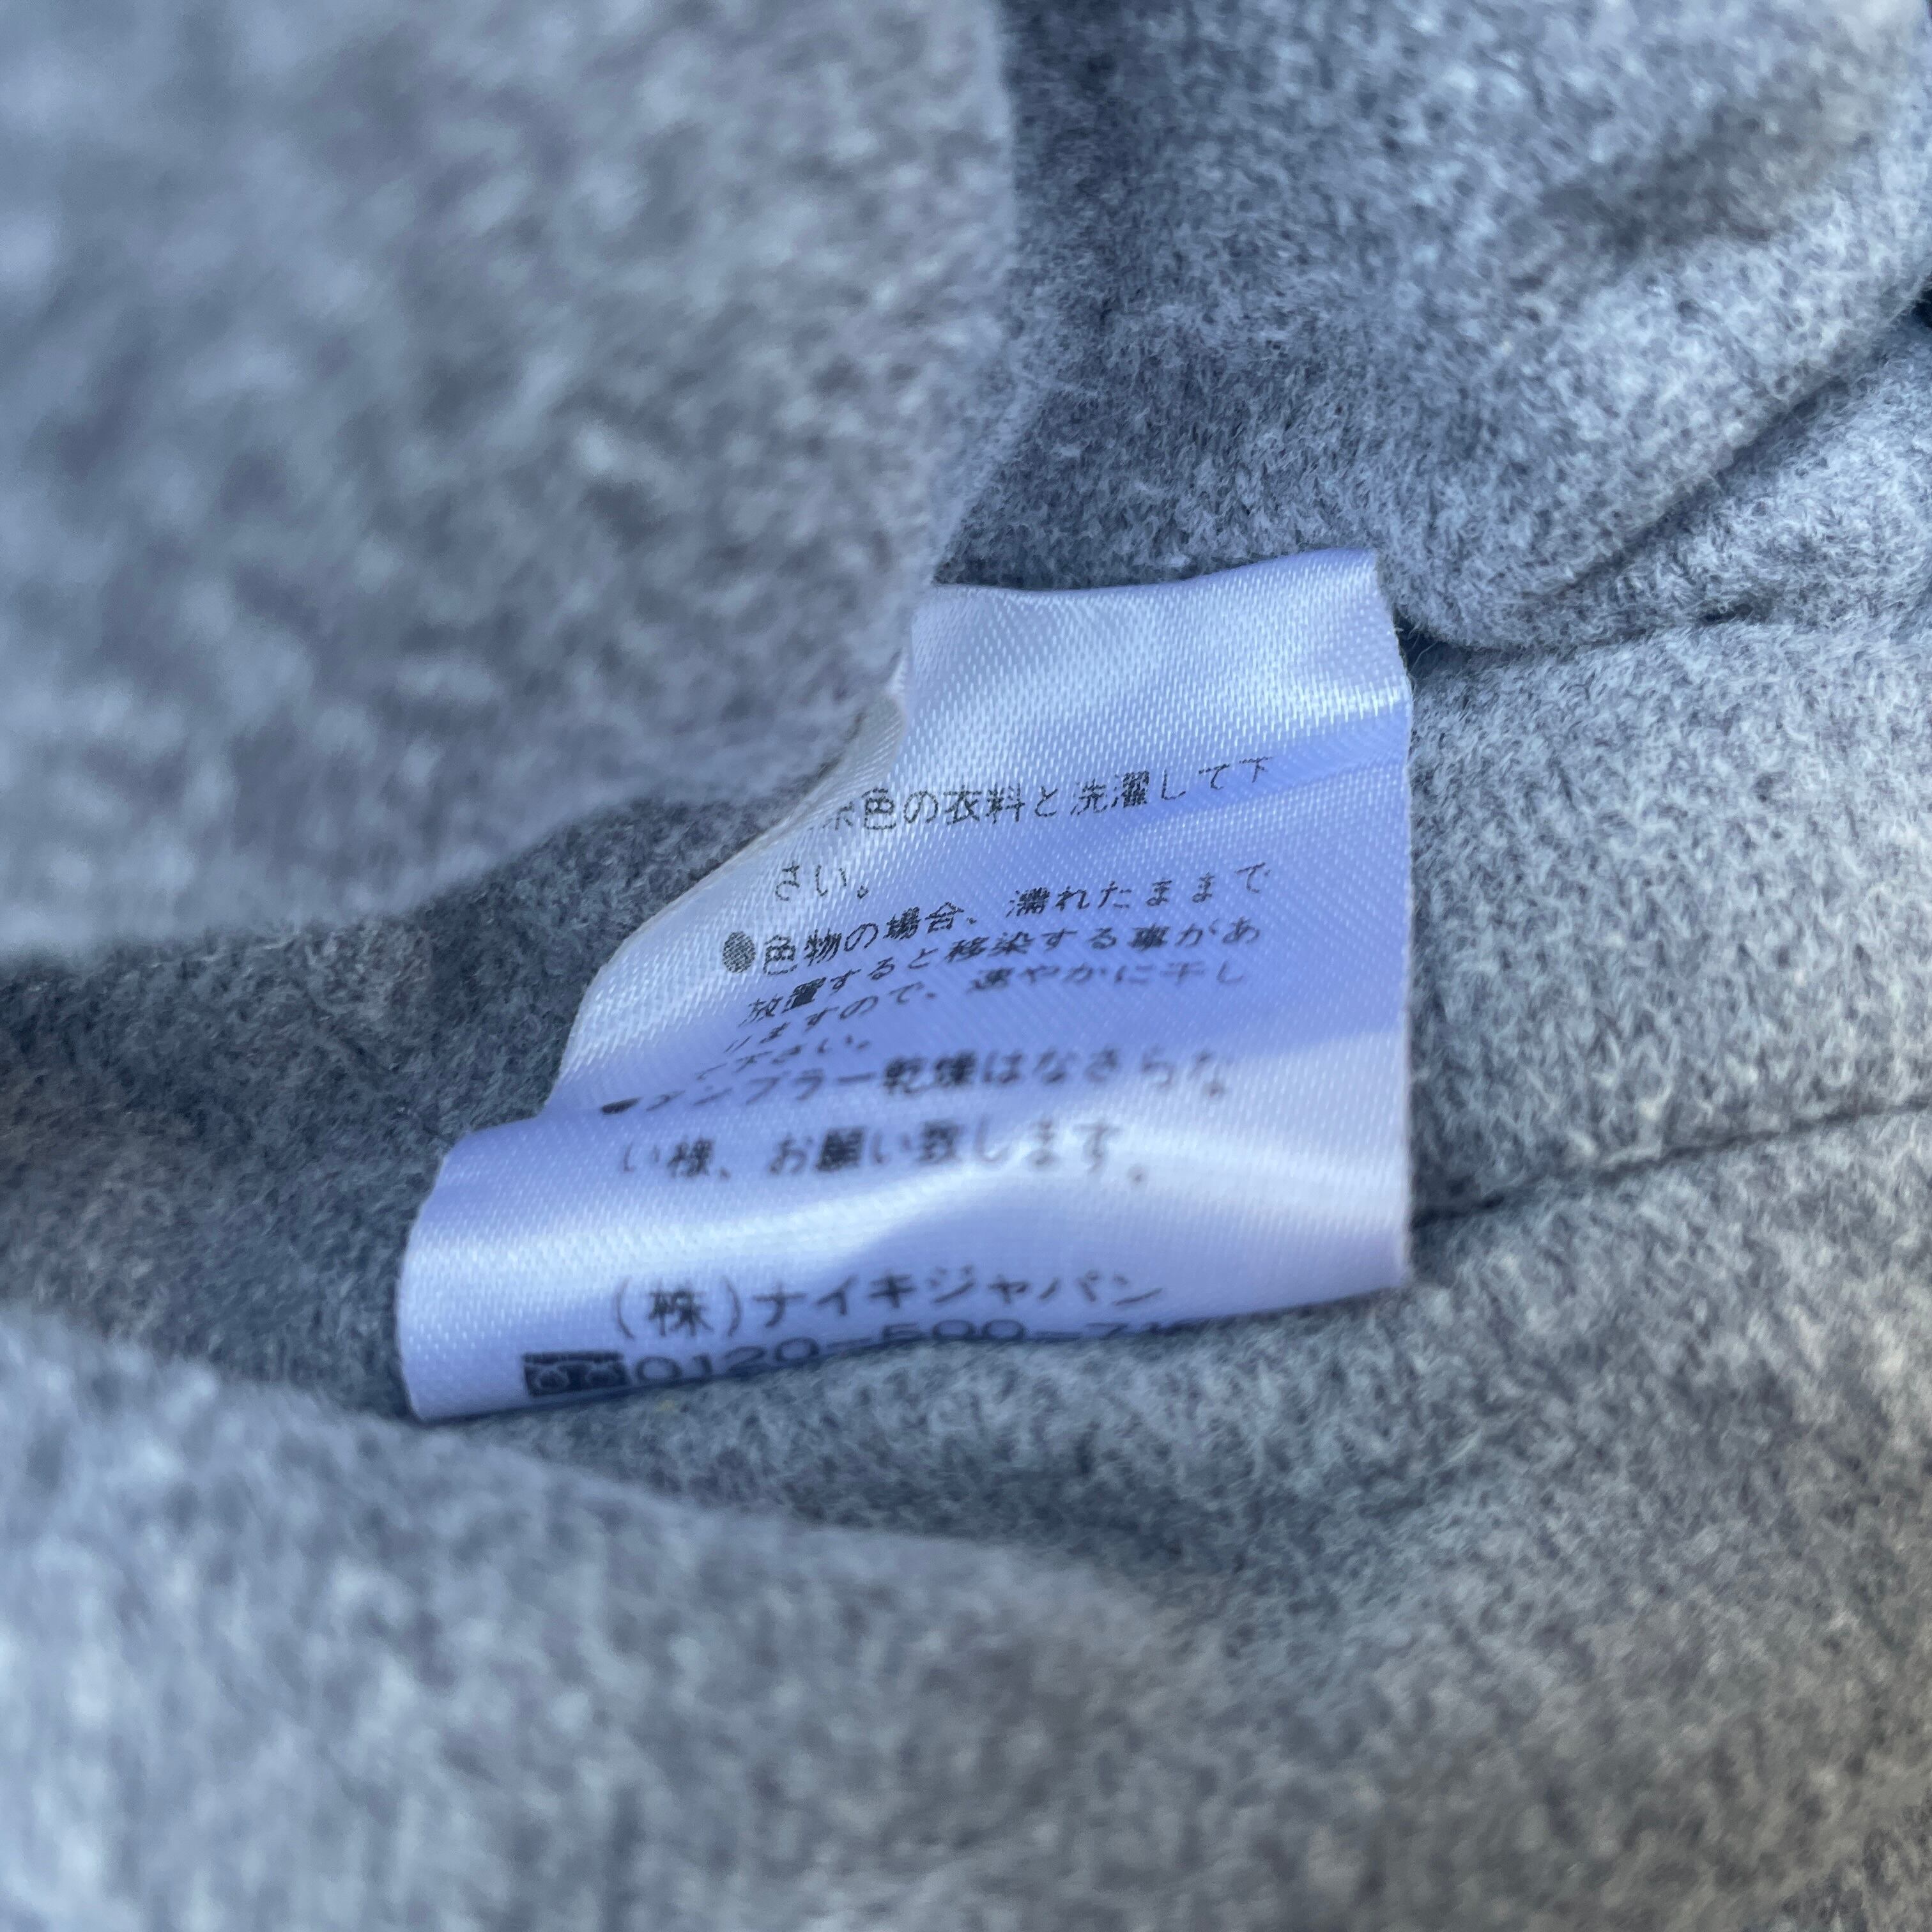 色の衣料と洗濯して下
さい。
●色物の場合、濡れたままで
放置すると移染する事があ
りますので、速やかに干し
て下さい。
●タンブラー乾燥はなさらな
い様、お願い致します。
(株)ナイキジャパン
0120-500-